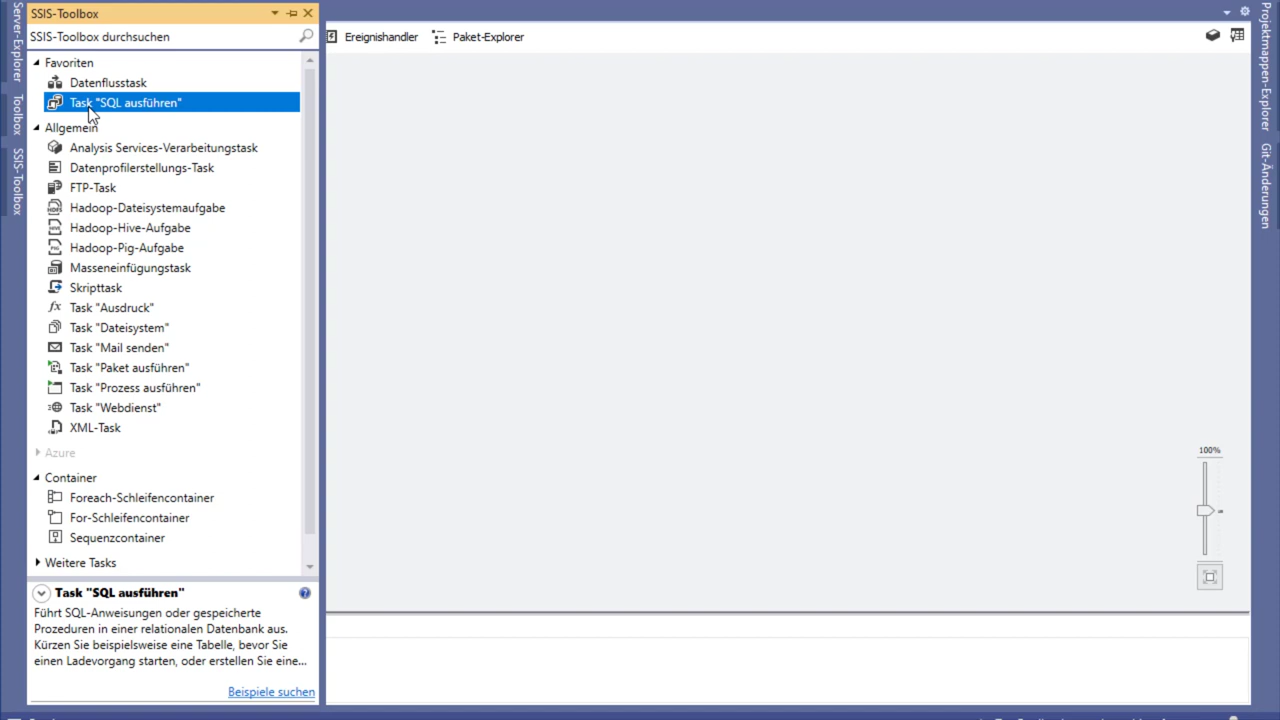 SSIS-Toolbox
SSIS-Toolbox durchsuchen
Favoriten
Datenflusstask
Task "SQL ausführen"
Allgemein
Analysis Services-Verarbeitungstask
Datenprofilerstellungs-Task
FTP-Task
Hadoop-Dateisystemaufgabe
Hadoop-Hive-Aufgabe
Hadoop-Pig-Aufgabe
Masseneinfügungstask
Skripttask
Task "Ausdruck"
Task "Dateisystem"
Task "Mail senden"
Task "Paket ausführen"
Task "Prozess ausführen"
Task "Webdienst"
XML-Task
Azure
Container
Foreach-Schleifencontainer
For-Schleifencontainer
Sequenzcontainer
Weitere Tasks
Task "SQL ausführen"
Führt SQL-Anweisungen oder gespeicherte
Prozeduren in einer relationalen Datenbank aus.
Kürzen Sie beispielsweise eine Tabelle, bevor Sie
einen Ladevorgang starten, oder erstellen Sie eine...
Beispiele suchen
Server-Explorer
Toolbox
SSIS-Toolbox
Ereignishandler
Paket-Explorer
100%
Projektmappen-Explorer
Git-Änderungen